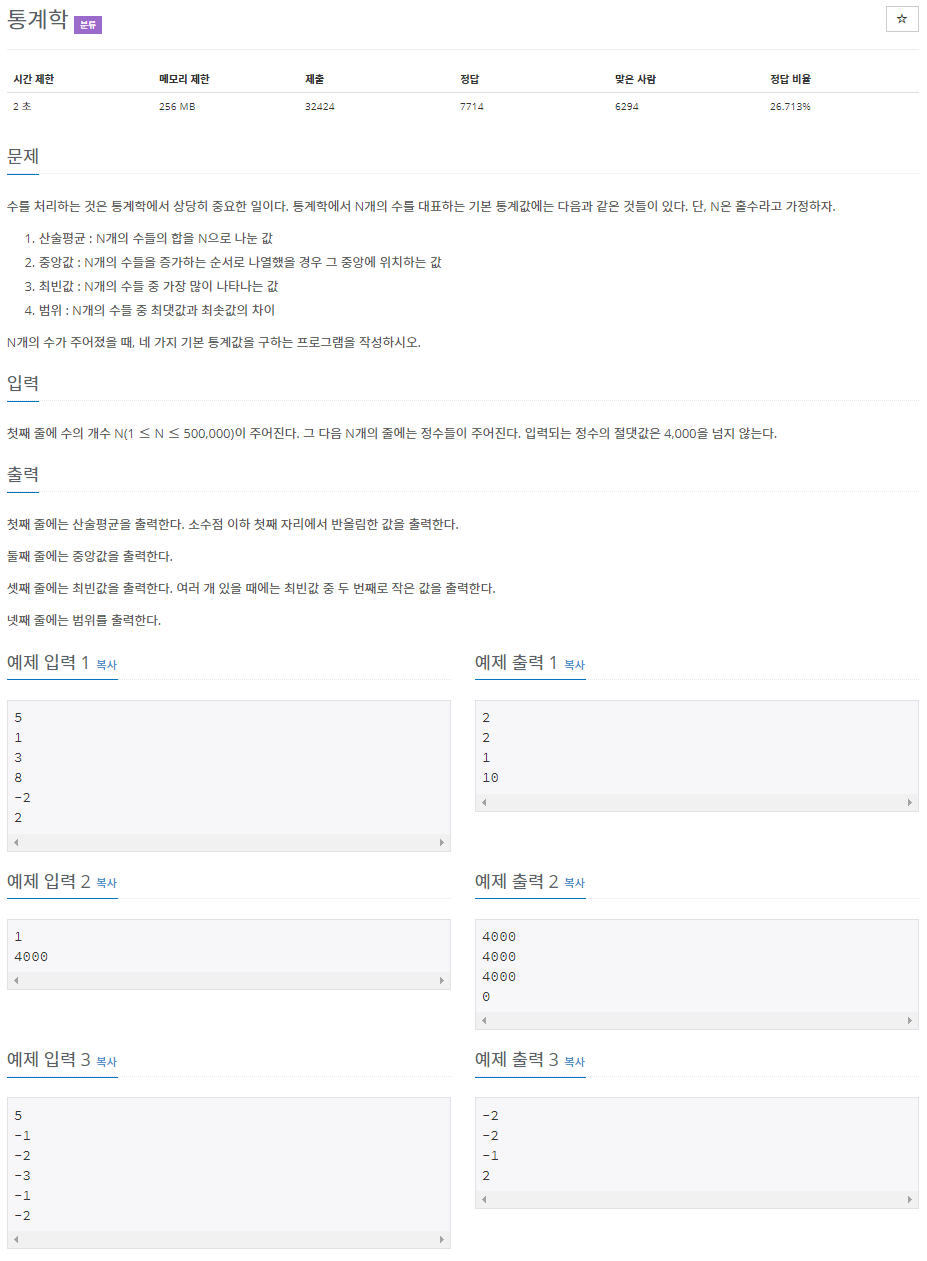 통계학 분류
☆
시간 제한 메모리 제한 제출 정답 맞은 사람 정답 비율
2 초 256 MB 32424 7714 6294 26.713%
문제
수를 처리하는 것은 통계학에서 상당히 중요한 일이다. 통계학에서 N개의 수를 대표하는 기본 통계값에는 다음과 같은 것들이 있다. 단, N은 홀수라고 가정하자.
1. 산술평균 : N개의 수들의 합을 N으로 나눈 값
2. 중앙값 : N개의 수들을 증가하는 순서로 나열했을 경우 그 중앙에 위치하는 값
3. 최빈값 : N개의 수들 중 가장 많이 나타나는 값
4. 범위 : N개의 수들 중 최댓값과 최솟값의 차이
N개의 수가 주어졌을 때, 네 가지 기본 통계값을 구하는 프로그램을 작성하시오.
입력
첫째 줄에 수의 개수 N(1 ≤ N ≤ 500,000)이 주어진다. 그 다음 N개의 줄에는 정수들이 주어진다. 입력되는 정수의 절댓값은 4,000을 넘지 않는다.
출력
첫째 줄에는 산술평균을 출력한다. 소수점 이하 첫째 자리에서 반올림한 값을 출력한다.
둘째 줄에는 중앙값을 출력한다.
셋째 줄에는 최빈값을 출력한다. 여러 개 있을 때에는 최빈값 중 두 번째로 작은 값을 출력한다.
넷째 줄에는 범위를 출력한다.
예제 입력 1 복사
5
1
3
8
-2
2
예제 출력 1 복사
2
2
1
10
예제 입력 2 복사
1
4000
예제 출력 2 복사
4000
4000
4000
0
예제 입력 3 복사
5
-1
-2
-3
-1
-2
예제 출력 3 복사
-2
-2
-1
2